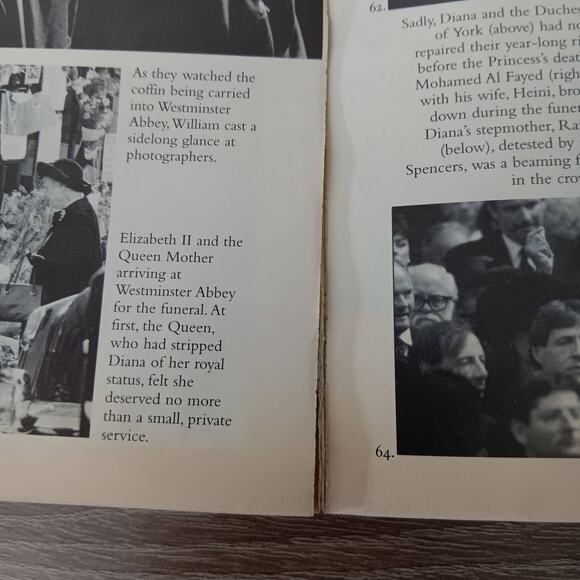 As they watched the
coffin being carried
into Westminster
Abbey, William cast a
sidelong glance at
photographers.
Elizabeth II and the
Queen Mother
arriving at
Westminster Abbey
for the funeral. At
first, the Queen,
who had stripped
Diana of her royal
status, felt she
deserved no more
than a small, private
service.
62.
Sadly, Diana and the Duches
of York (above) had no
repaired their year-long ri
before the Princess's deat
Mohamed Al Fayed (righ
with his wife, Heini, bro
down during the fune
Diana's stepmother, Rai
(below), detested by
Spencers, was a beaming f
in the crow
64.